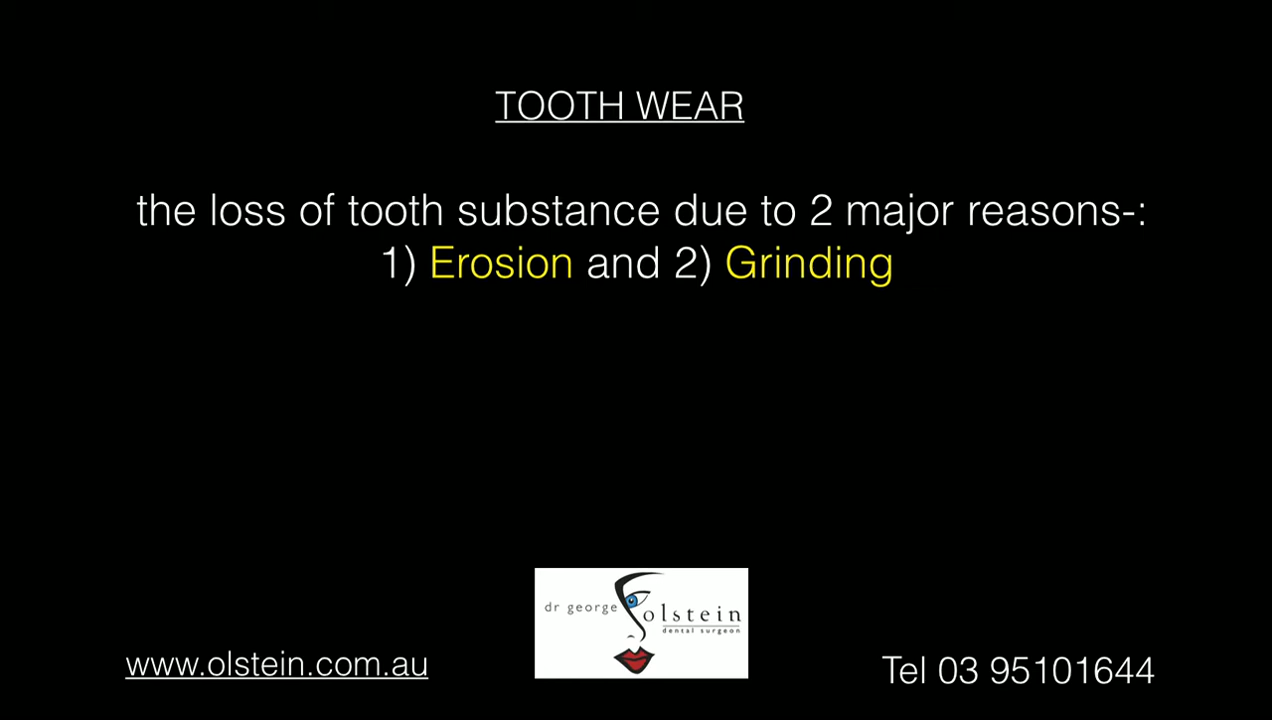 TOOTH WEAR
the loss of tooth substance due to 2 major reasons-:
1) Erosion and 2) Grinding
dr george olstein
dental surgeon
www.olstein.com.au
Tel 03 95101644